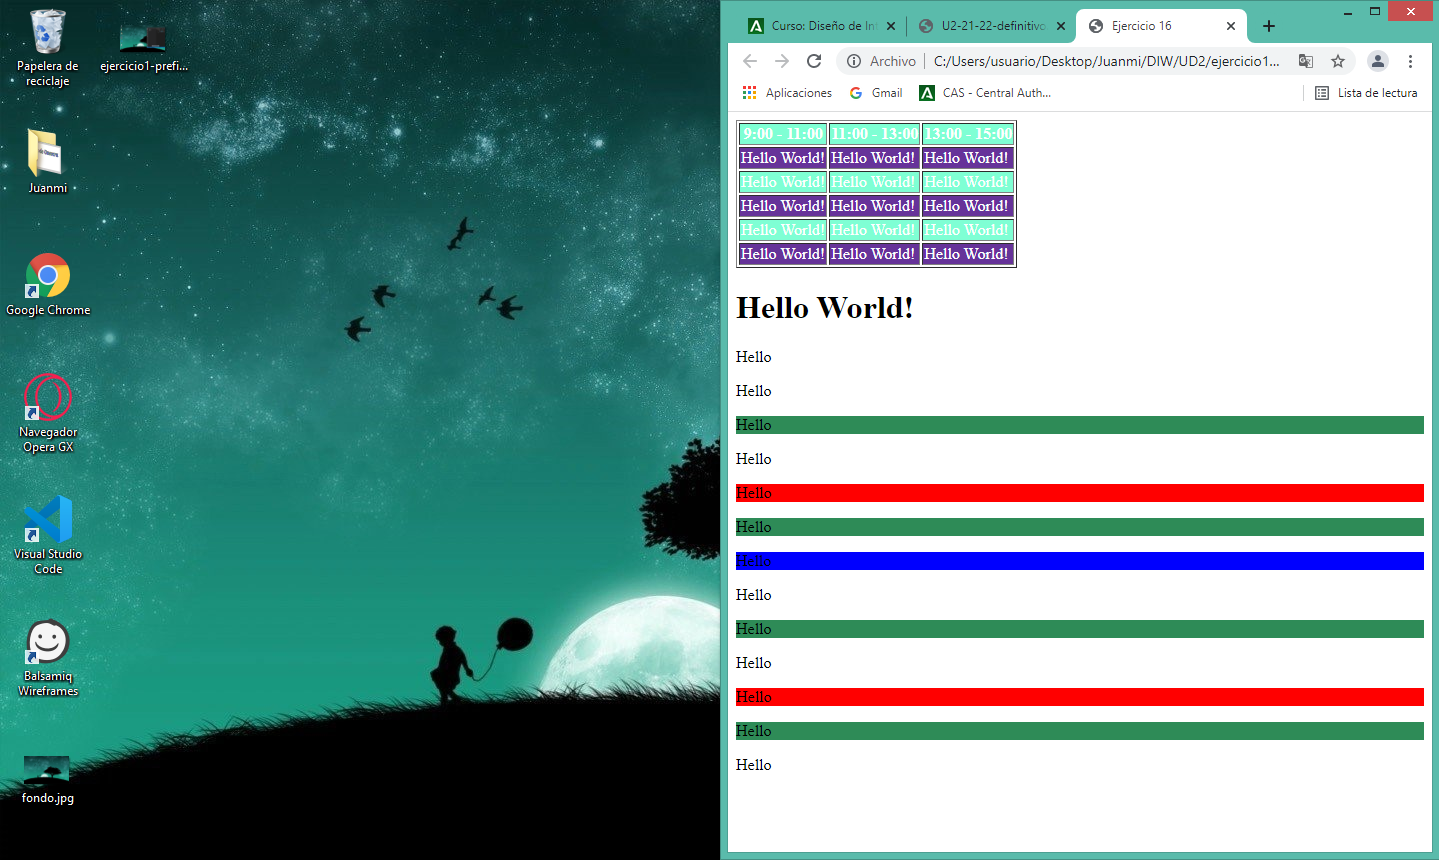 Papelera de
reciclaje
ejercicio1-prefi...
Juanmi
Google Chrome
Navegador
Opera GX
Visual Studio
Code
Balsamiq
Wireframes
fondo.jpg
Curso: Diseño de Int
U2-21-22-definitivo
Ejercicio 16
Archivo
C:/Users/usuario/Desktop/Juanmi/DIW/UD2/ejercicio1...
Aplicaciones
Gmail
CAS - Central Auth...
Lista de lectura
9:00 - 11:00 11:00 - 13:00 13:00 - 15:00
Hello World! Hello World! Hello World!
Hello World! Hello World! Hello World!
Hello World! Hello World! Hello World!
Hello World! Hello World! Hello World!
Hello World! Hello World! Hello World!
Hello World!
Hello
Hello
Hello
Hello
Hello
Hello
Hello
Hello
Hello
Hello
Hello
Hello
Hello